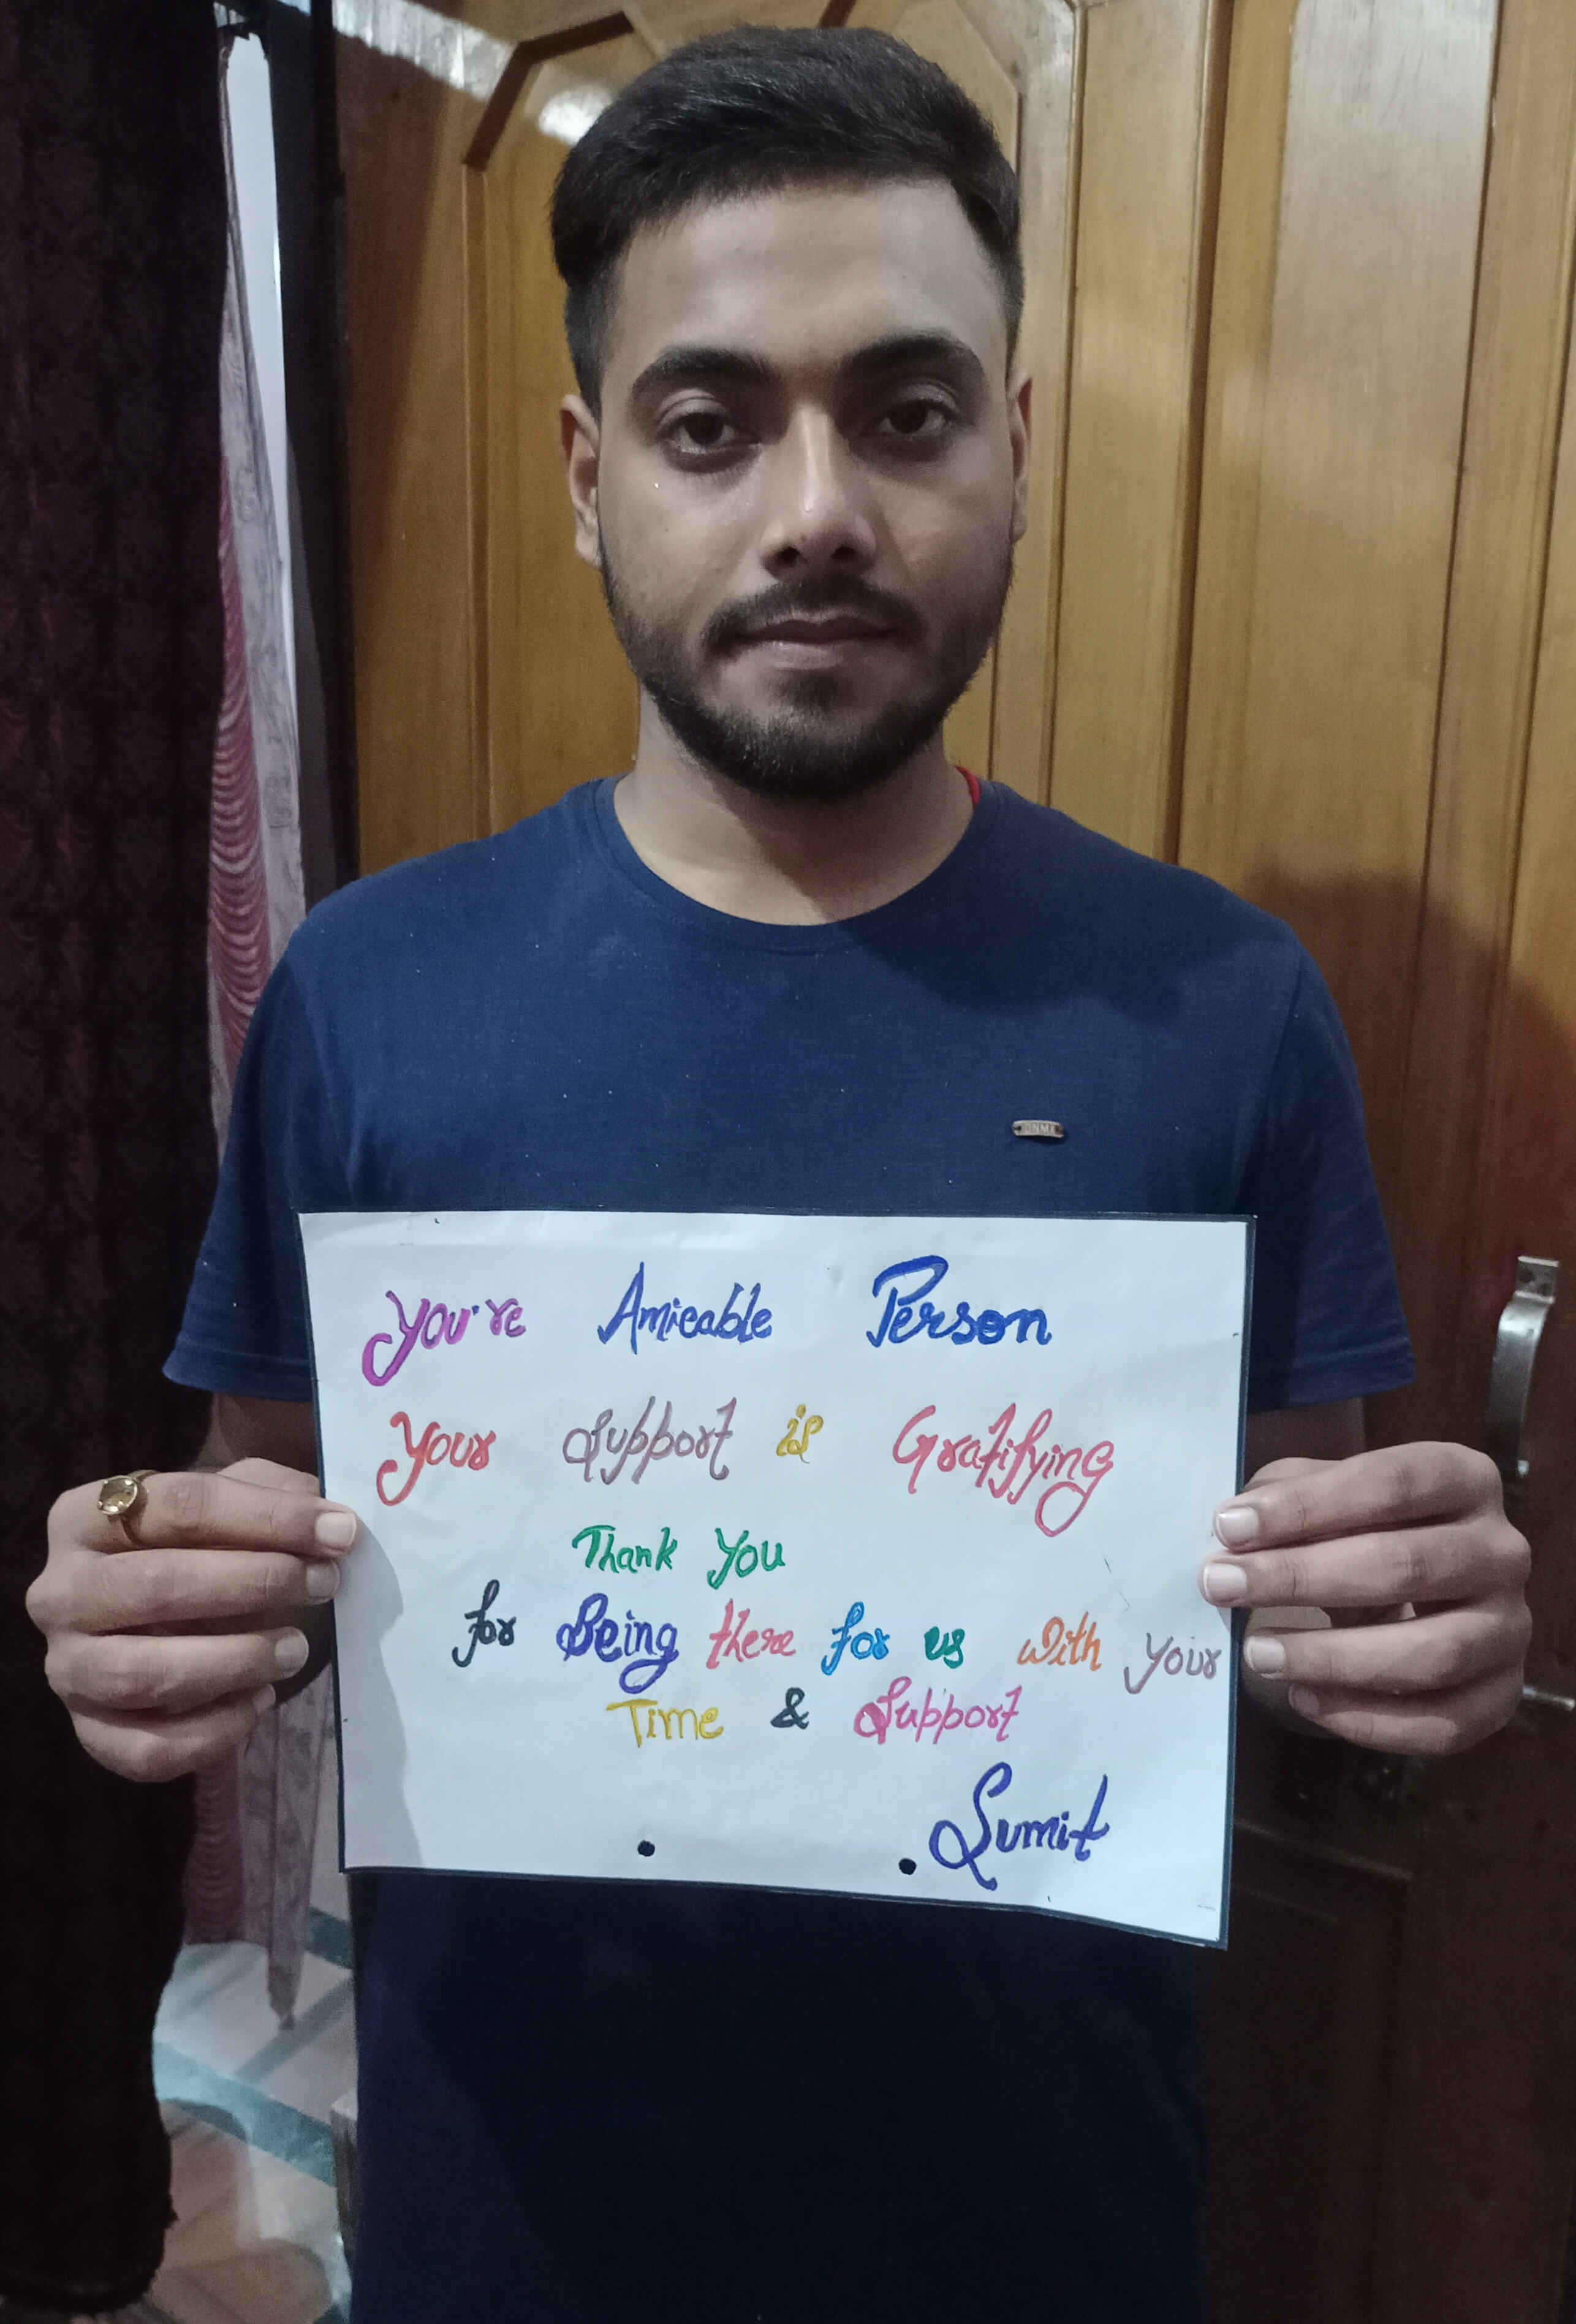 You're Amicable Person
Your Support is Gratifying
Thank You
for Being there for us with your
Time & Support
Sumit